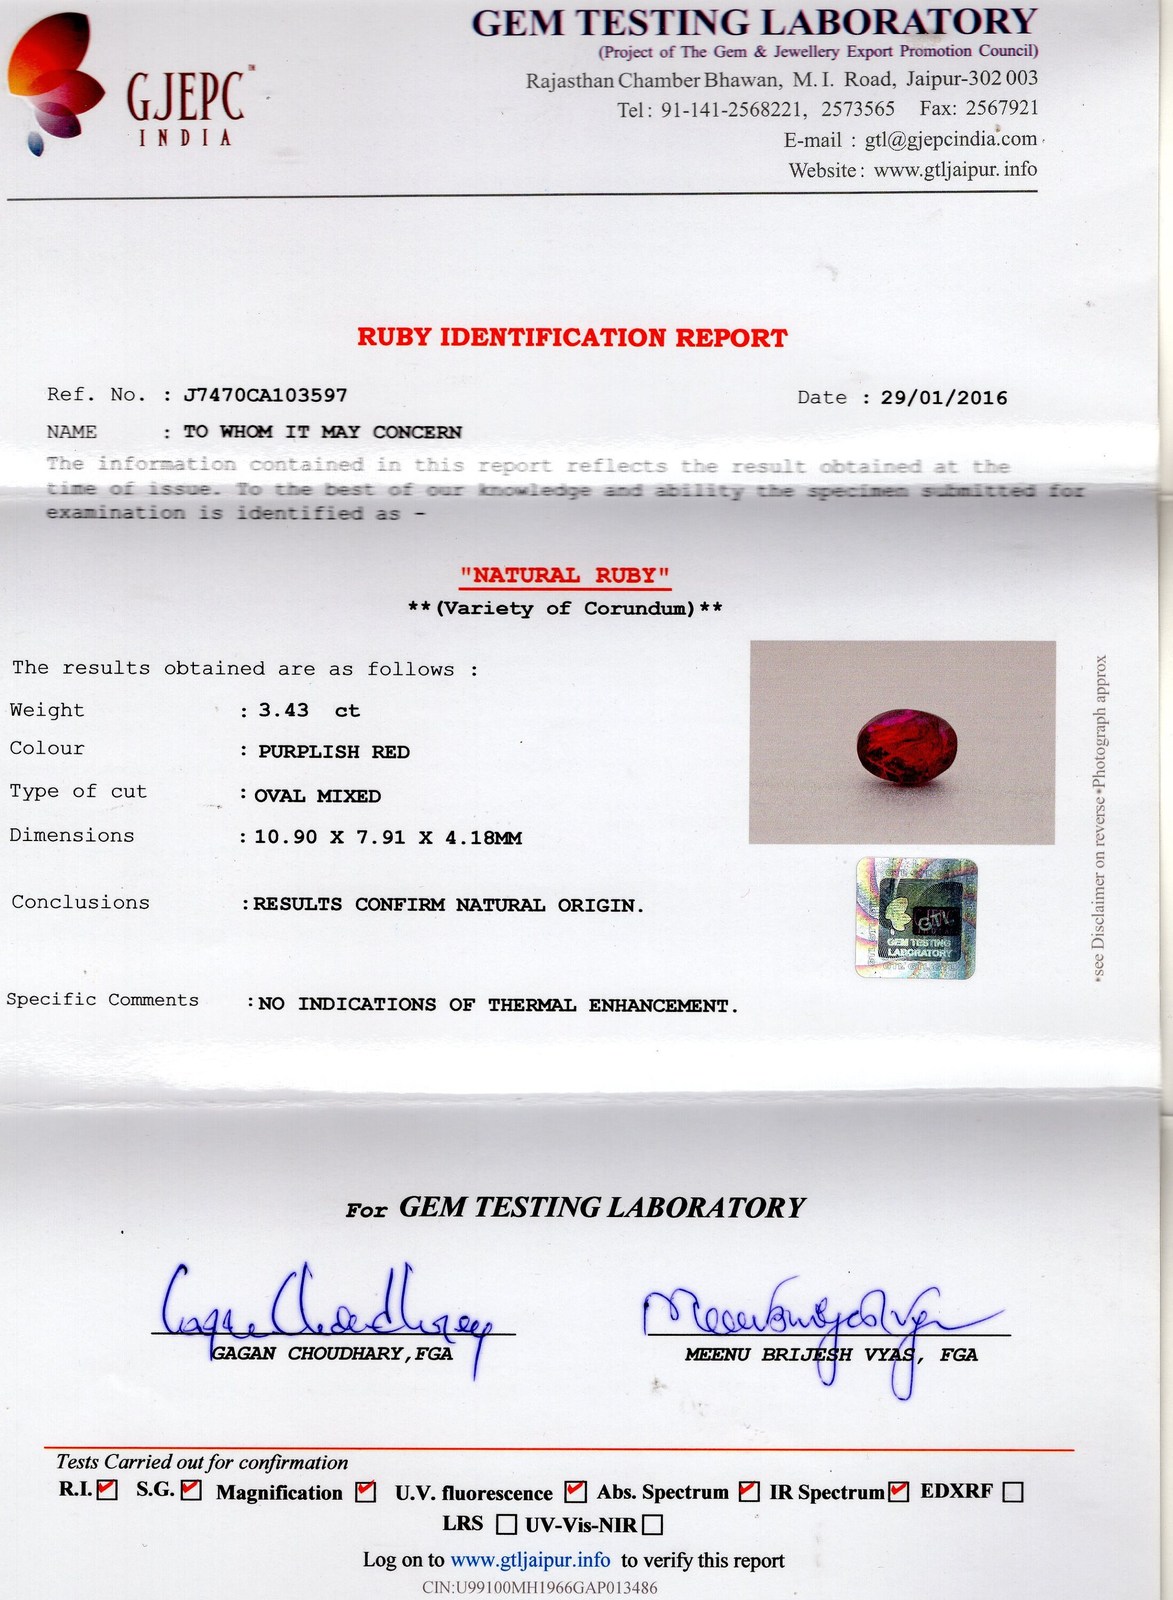 GJEPC™
INDIA
GEM TESTING LABORATORY
(Project of The Gem & Jewellery Export Promotion Council)
Rajasthan Chamber Bhawan, M. I. Road, Jaipur-302 003
Tel: 91-141-2568221, 2573565 Fax: 2567921
E-mail : gtl@gjepcindia.com
Website: www.gtljaipur.info
RUBY IDENTIFICATION REPORT
Ref. No. : J7470CA103597 Date : 29/01/2016
NAME : TO WHOM IT MAY CONCERN
The information contained in this report reflects the result obtained at the
time of issue. To the best of our knowledge and ability the specimen submitted for
examination is identified as -
"NATURAL RUBY"
**(Variety of Corundum)**
The results obtained are as follows :
Weight : 3.43 ct
Colour : PURPLISH RED
Type of cut : OVAL MIXED
Dimensions : 10.90 X 7.91 X 4.18MM
Conclusions :RESULTS CONFIRM NATURAL ORIGIN.
Specific Comments :NO INDICATIONS OF THERMAL ENHANCEMENT.
*see Disclaimer on reverse*Photograph approx
GTL
GEM TESTING
LABORATORY
For GEM TESTING LABORATORY
GAGAN CHOUDHARY,FGA MEENU BRIJESH VYAS, FGA
Tests Carried out for confirmation
R.I. S.G. Magnification U.V. fluorescence Abs. Spectrum IR Spectrum EDXRF
LRS UV-Vis-NIR
Log on to www.gtljaipur.info to verify this report
CIN:U99100MH1966GAP013486